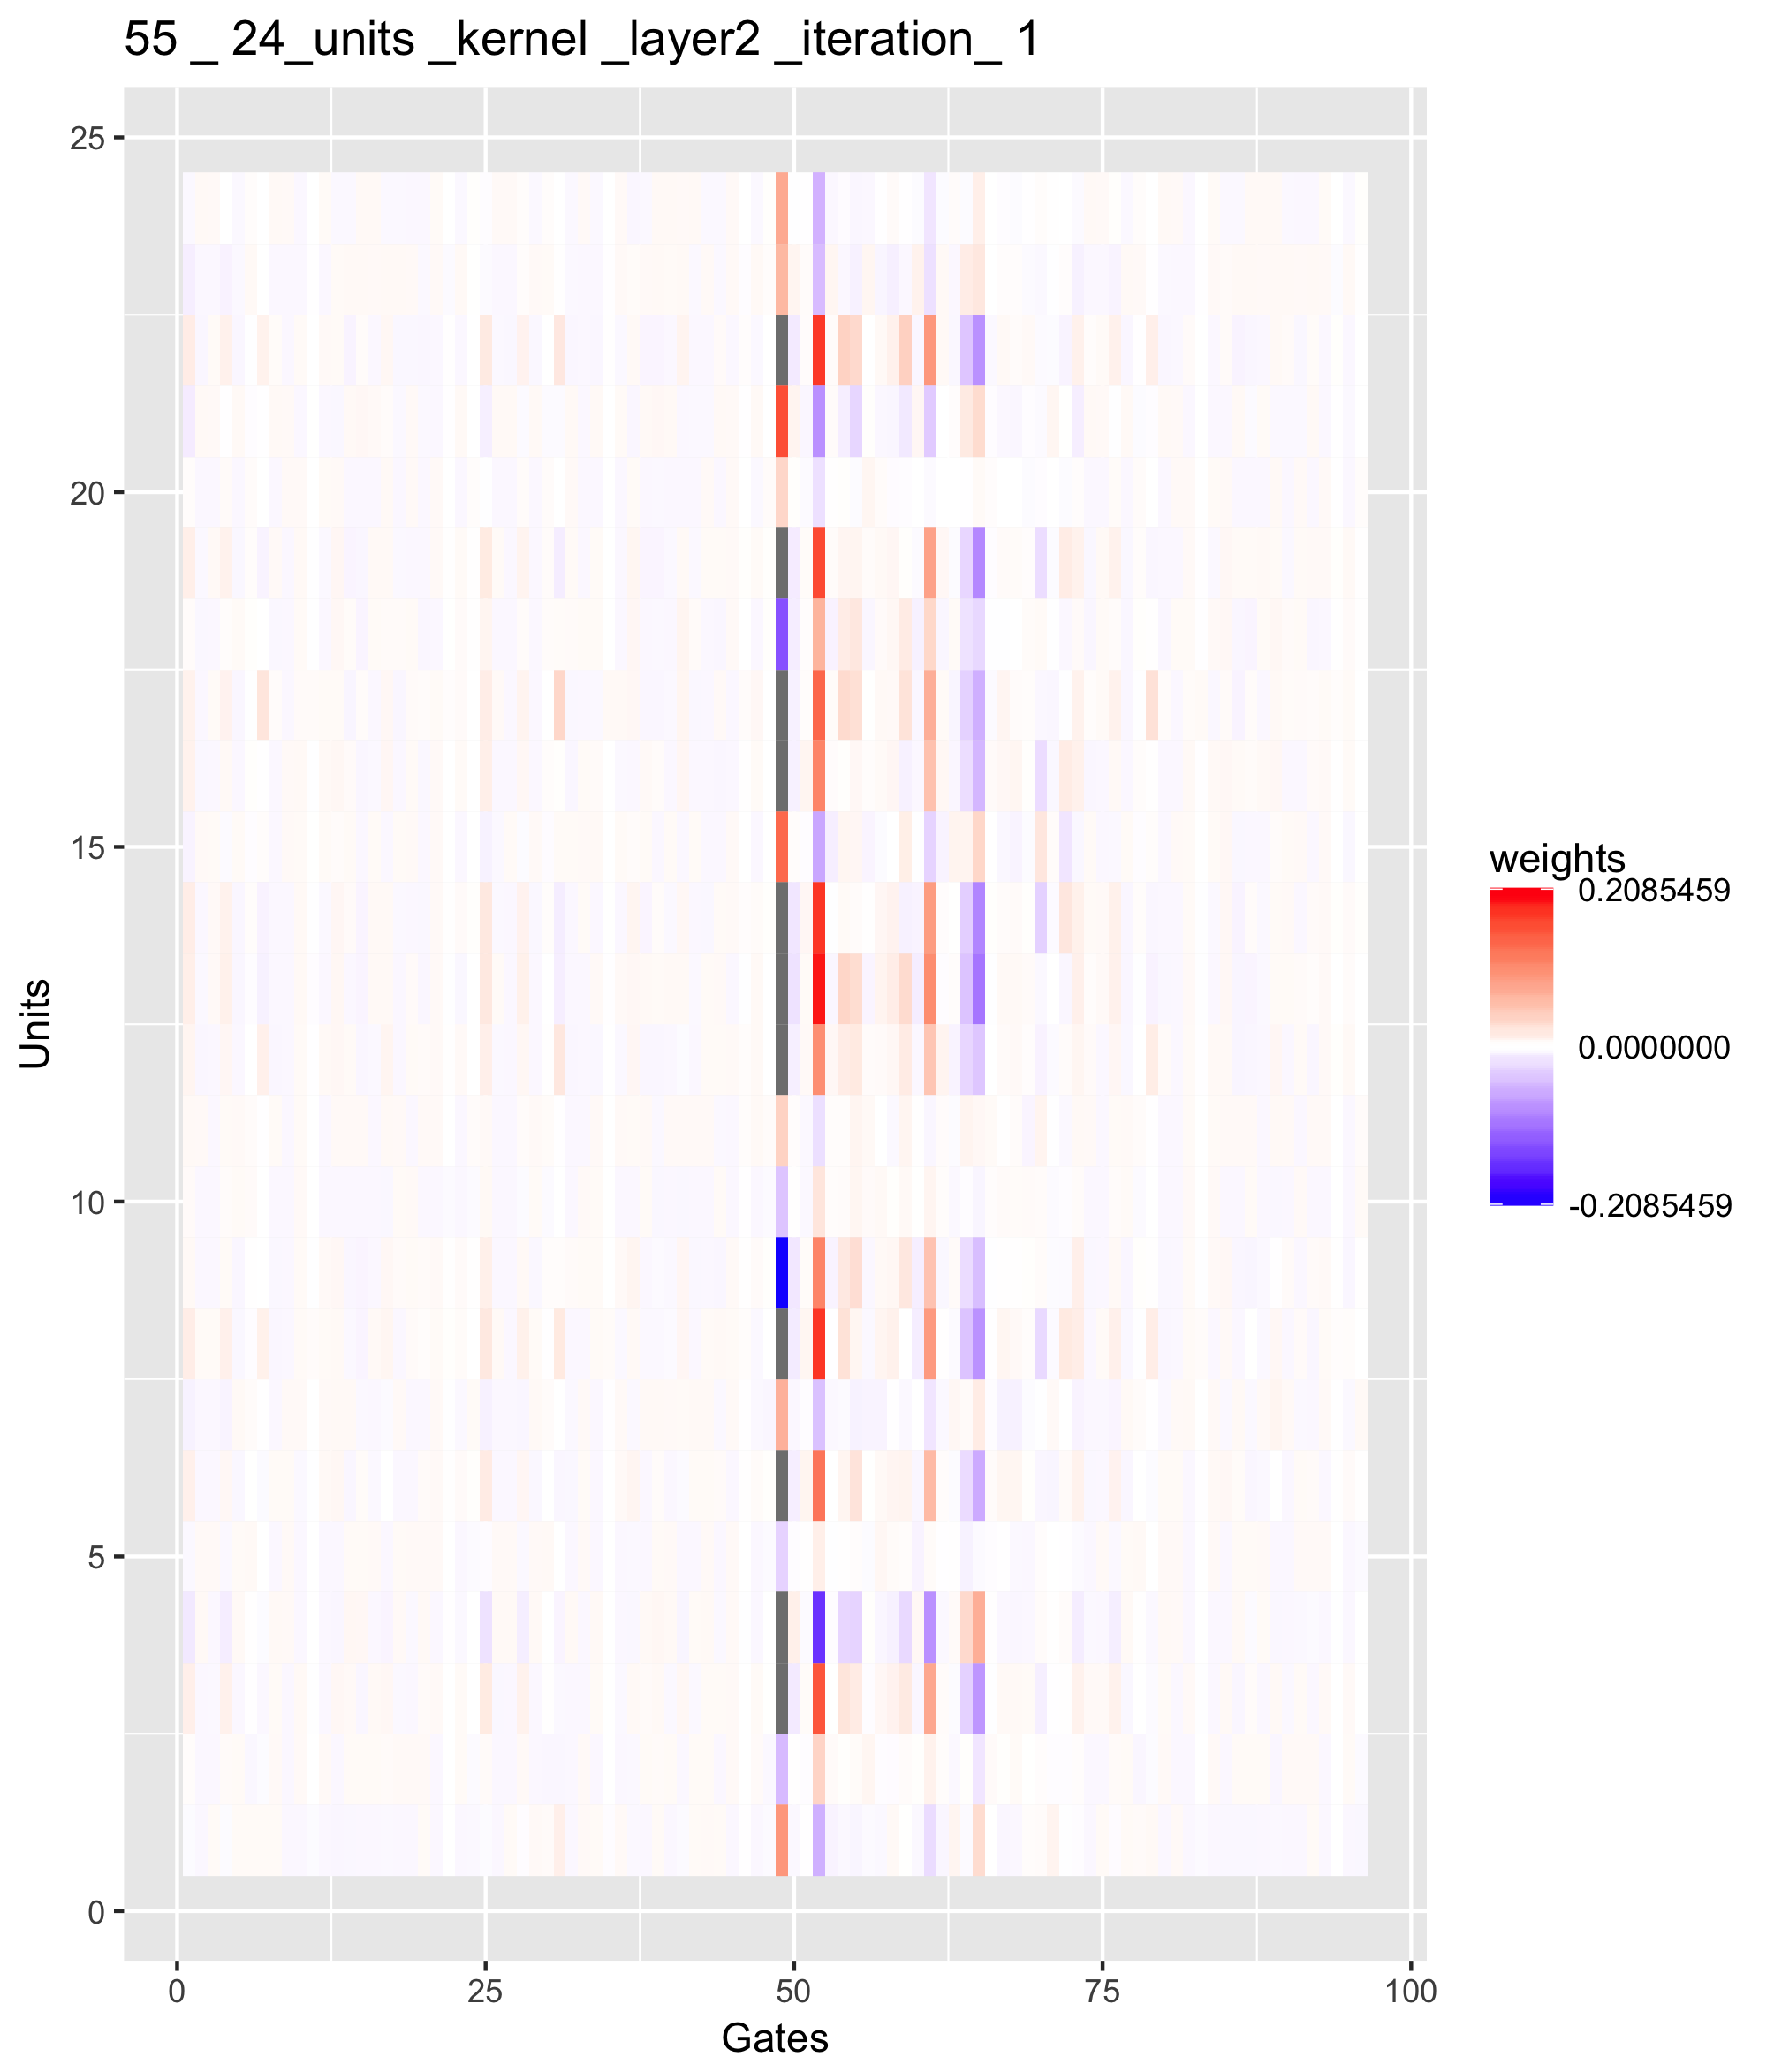 55 _ 24_units _kernel _layer2 _iteration_ 1
25
20
15
10
5
0
Units
0 25 50 75 100
Gates
weights
0.2085459
0.0000000
-0.2085459